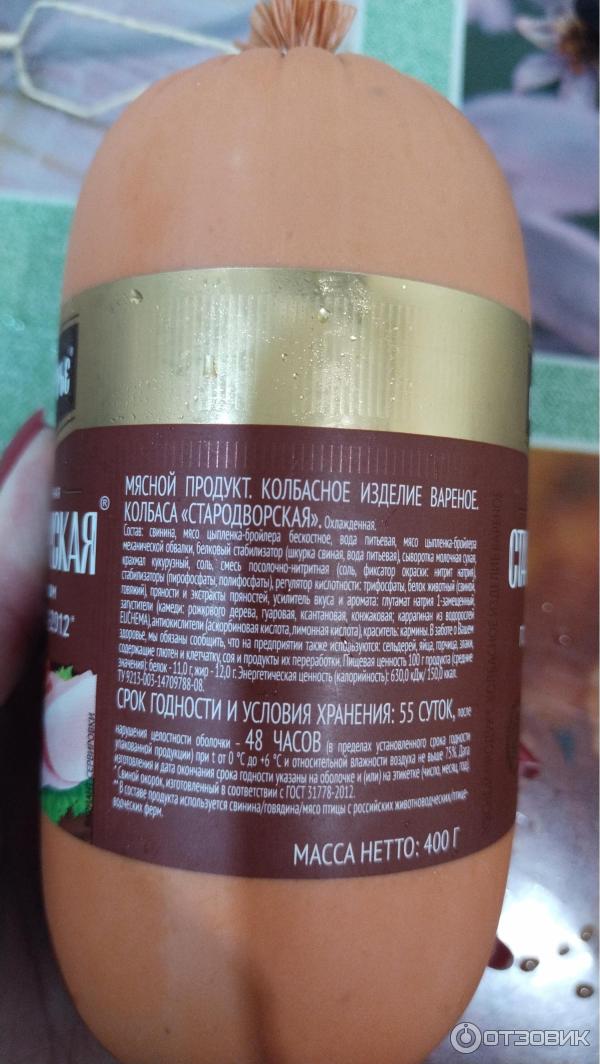 СКАЯ®
2012*
МЯСНОЙ ПРОДУКТ. КОЛБАСНОЕ ИЗДЕЛИЕ ВАРЕНОЕ.
КОЛБАСА «СТАРОДВОРСКАЯ». Охлажденная.
Состав: свинина, мясо цыпленка-бройлера бескостное, вода питьевая, мясо цыпленка-бройлера
механической обвалки, белковый стабилизатор (шкурка свиная, вода питьевая), сыворотка молочная сухая,
крахмал кукурузный, соль, смесь посолочно-нитритная (соль, фиксатор окраски: нитрит натрия),
стабилизаторы (пирофосфаты, полифосфаты), регулятор кислотности: трифосфаты, белок животный (свиной,
говяжий), пряности и экстракты пряностей, усилитель вкуса и аромата: глутамат натрия 1-замещенный,
загустители (камеди: рожкового дерева, гуаровая, ксантановая, конжаковая; каррагинан из водорослей
EUCHEMA), антиокислители (аскорбиновая кислота, лимонная кислота), краситель: кармины. В заботе о Вашем
здоровье, мы обязаны сообщить, что на предприятии также используются: сельдерей, яйца, горчица, злаки,
содержащие глютен и клетчатку, соя и продукты их переработки. Пищевая ценность 100 г продукта (средние
значения): белок - 11,0 г, жир - 12,0 г. Энергетическая ценность (калорийность): 630,0 кДж/ 150,0 ккал.
ТУ 9213-003-14709788-08.
СРОК ГОДНОСТИ И УСЛОВИЯ ХРАНЕНИЯ: 55 СУТОК, после
нарушения целостности оболочки - 48 ЧАСОВ (в пределах установленного срока годности
упакованной продукции) при t от 0°С до +6 °С и относительной влажности воздуха не выше 75%. Дата
изготовления и дата окончания срока годности указаны на оболочке и (или) на этикетке (число, месяц, год).
*Свиной окорок, изготовленный в соответствии с ГОСТ 31778-2012.
**В составе продукта используется свинина/говядина/мясо птицы с российских животноводческих/птице-
водческих ферм.
МАССА НЕТТО: 400 Г
СТА
ОТЗОВИК